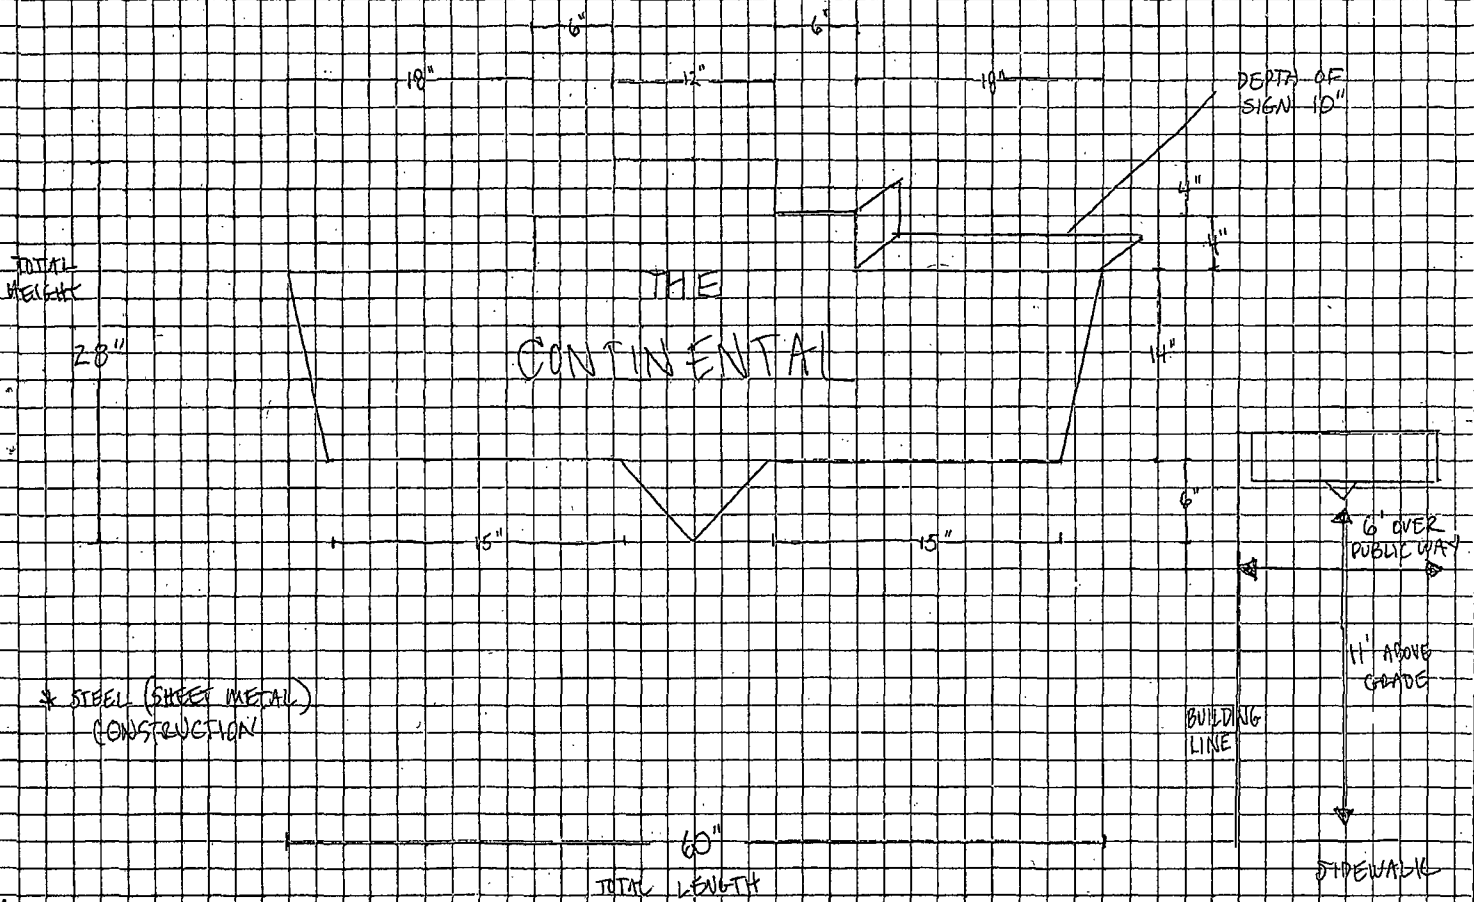 6" 6"
18" 12" 18"
DEPTH OF
SIGN 10"
4"
4"
TOTAL
HEIGHT
28"
THE
CONTINENTAL
14"
6"
15" 15"
6' OVER
PUBLIC WAY
11' ABOVE
GRADE
* STEEL (SHEET METAL)
CONSTRUCTION
BUILDING
LINE
60"
TOTAL LENGTH
SIDEWALK